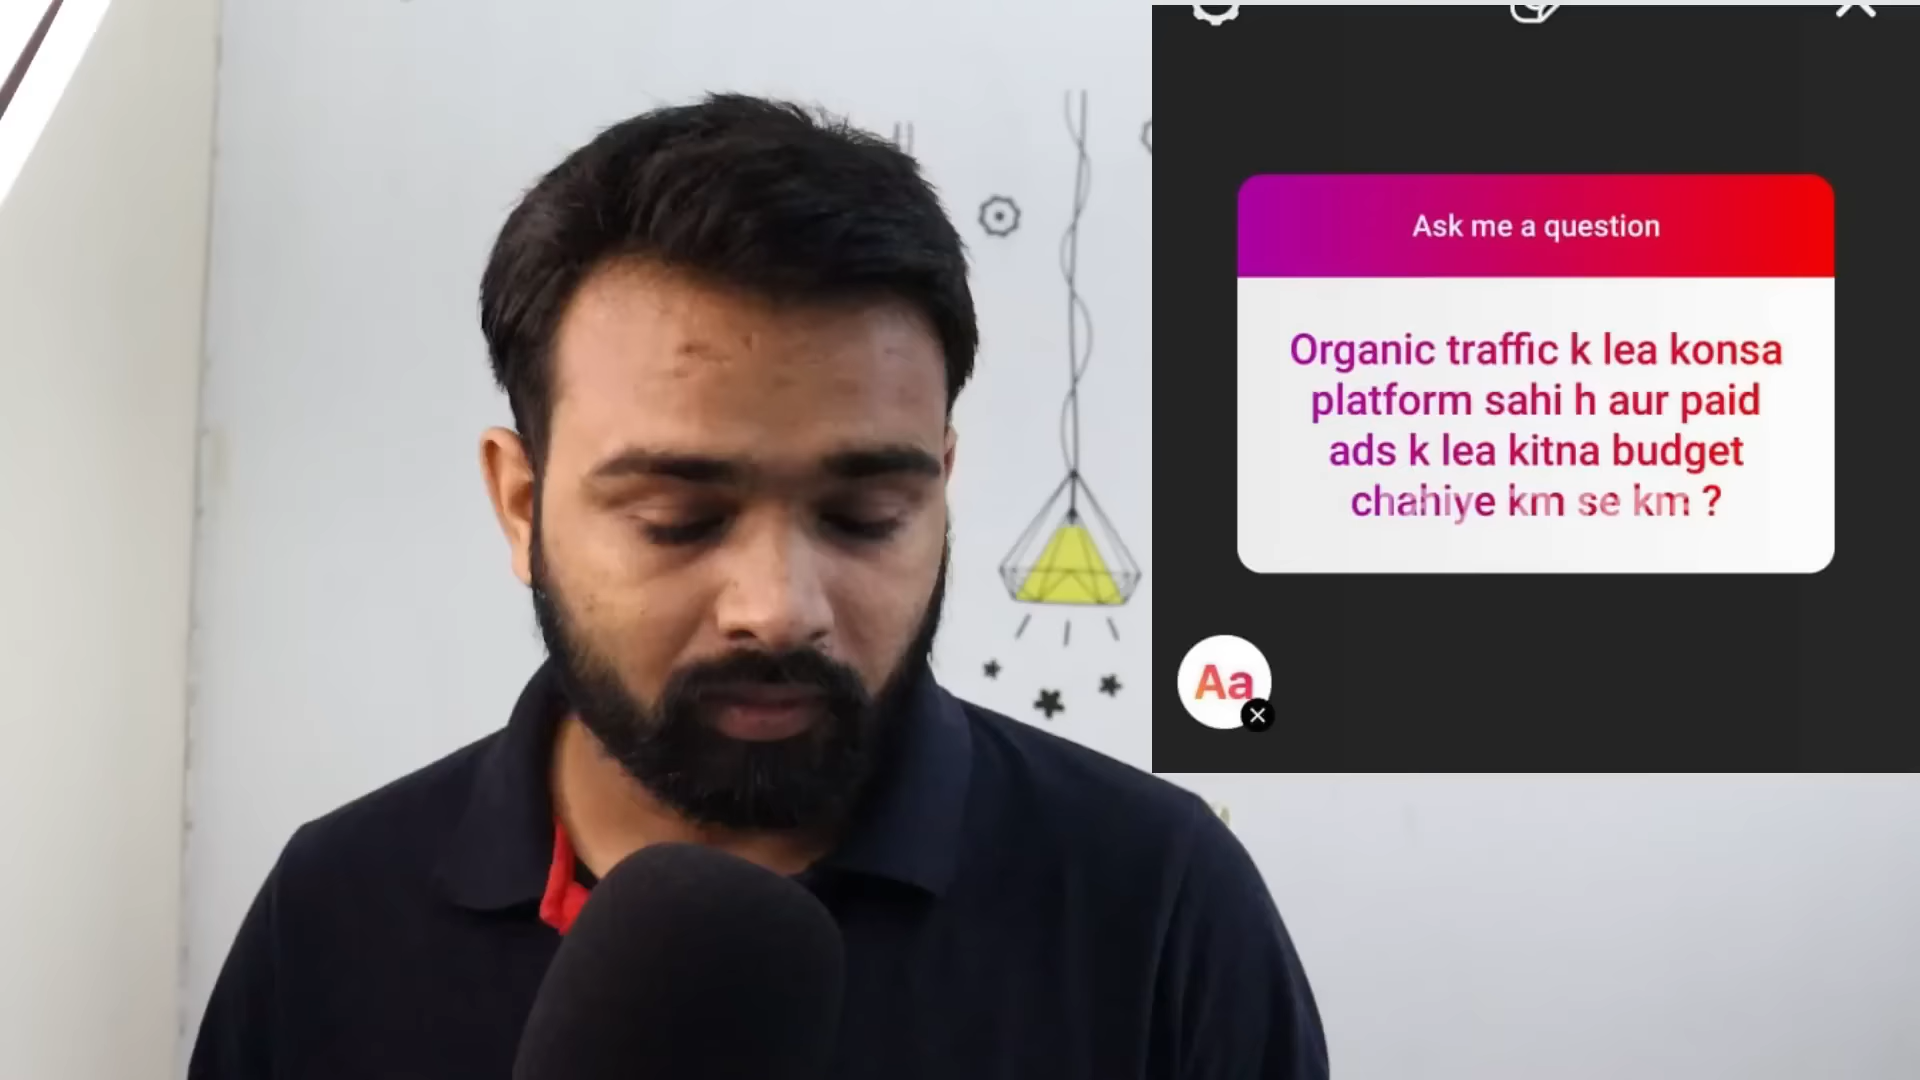 Ask me a question
Organic traffic k lea konsa
platform sahi h aur paid
ads k lea kitna budget
chahiye km se km ?
Aa